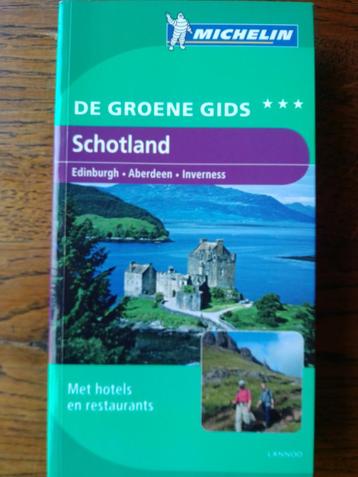 MICHELIN
DE GROENE GIDS ★★★
Schotland
Edinburgh • Aberdeen • Inverness
Met hotels
en restaurants
LANNOO